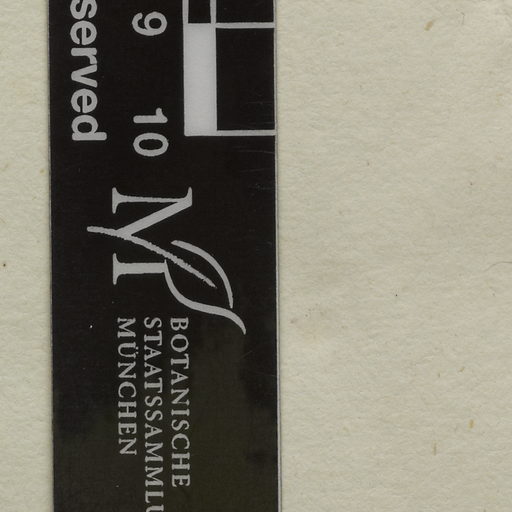 served
9 10
M
BOTANISCHE
STAATSSAMMLU
MÜNCHEN